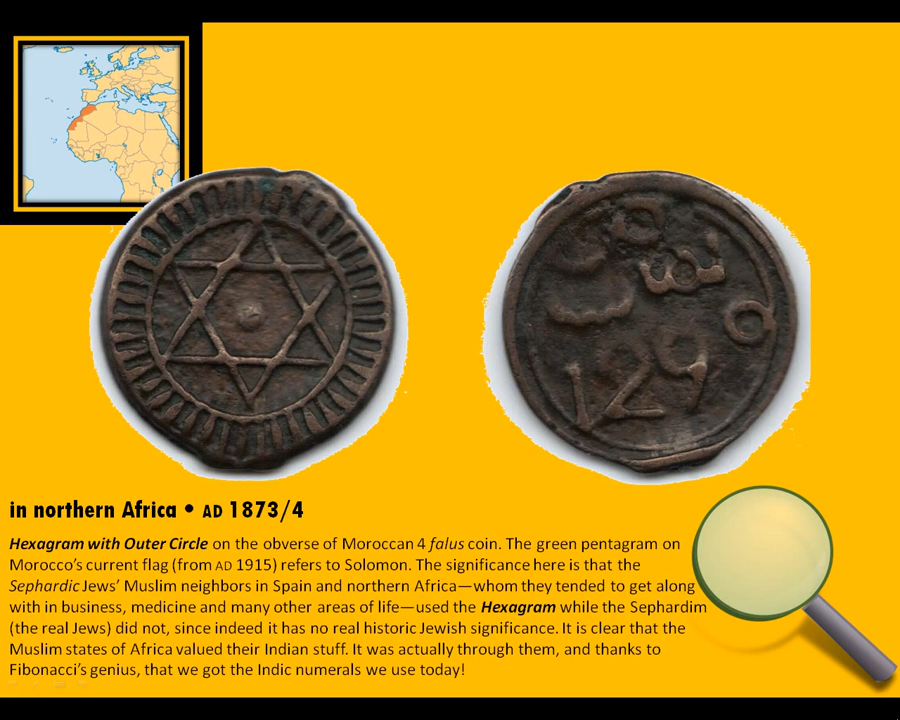 129
in northern Africa • AD 1873/4
Hexagram with Outer Circle on the obverse of Moroccan 4 falus coin. The green pentagram on
Morocco's current flag (from AD 1915) refers to Solomon. The significance here is that the
Sephardic Jews' Muslim neighbors in Spain and northern Africa—whom they tended to get along
with in business, medicine and many other areas of life—used the Hexagram while the Sephardim
(the real Jews) did not, since indeed it has no real historic Jewish significance. It is clear that the
Muslim states of Africa valued their Indian stuff. It was actually through them, and thanks to
Fibonacci's genius, that we got the Indic numerals we use today!